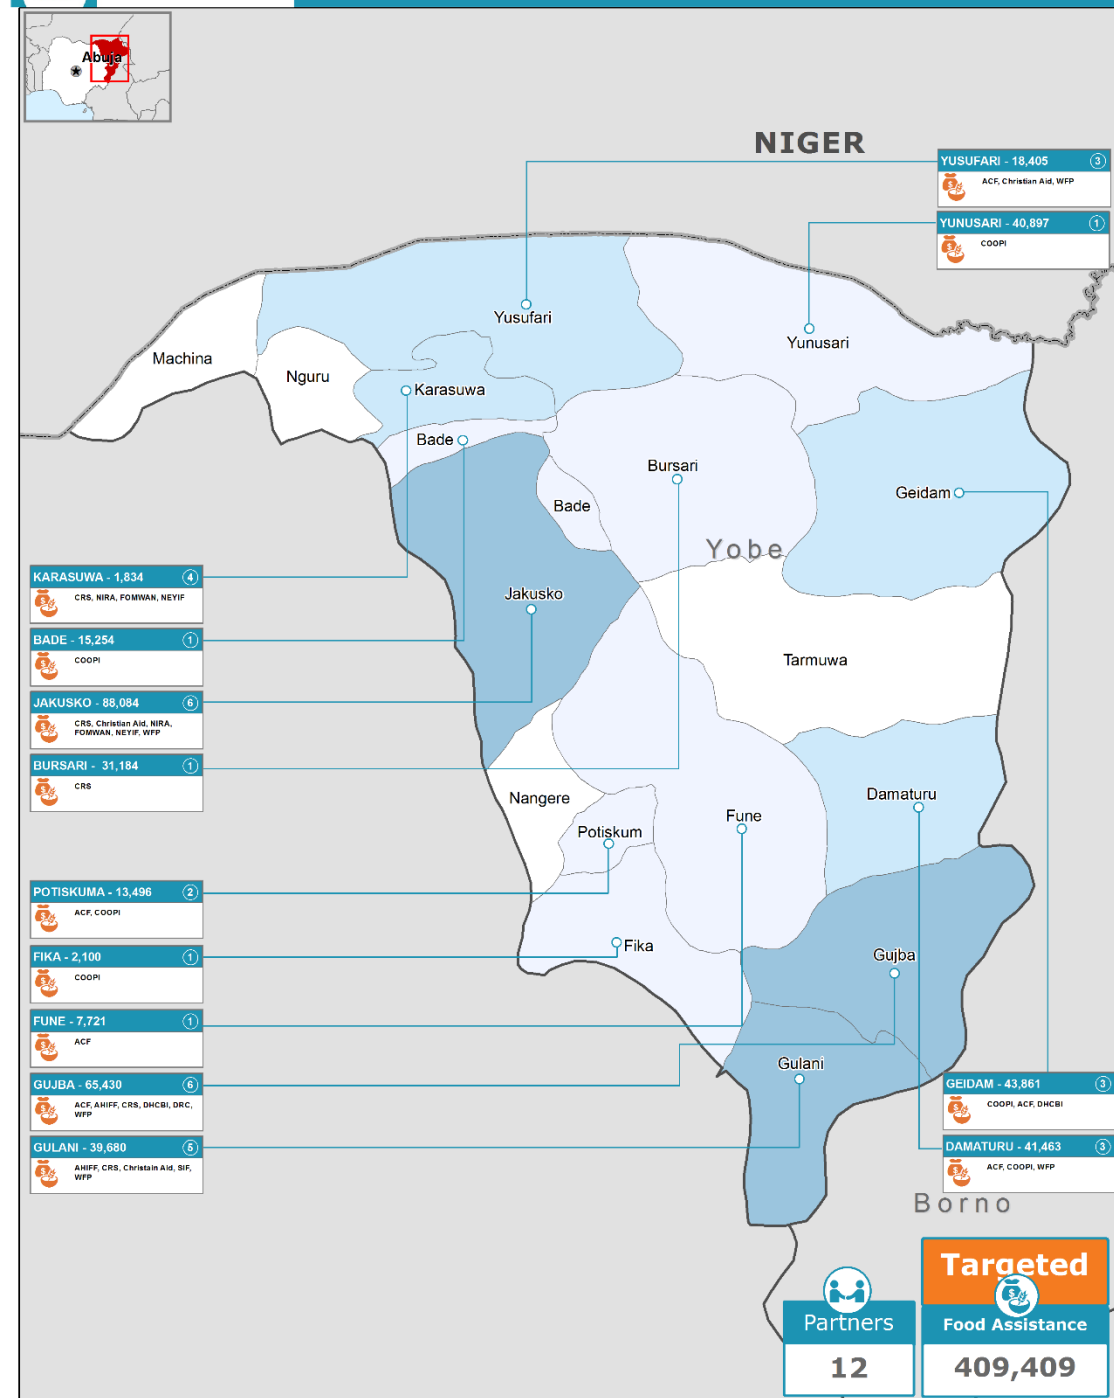 Abuja
NIGER
YUSUFARI - 18,405 3
ACF, Christian Aid, WFP
YUNUSARI - 40,897 1
COOPI
Yusufari
Yunusari
Machina
Nguru
Karasuwa
Bade
Bursari
Geidam
Bade
Yobe
KARASUWA - 1,834 4
CRS, NIRA, FOMWAN, NEYIF
Jakusko
BADE - 15,254 1
COOPI
Tarmuwa
JAKUSKO - 88,084 6
CRS, Christian Aid, NIRA,
FOMWAN, NEYIF, WFP
BURSARI - 31,184 1
CRS
Nangere
Damaturu
Fune
Potiskum
POTISKUMA - 13,496 2
ACF, COOPI
Fika
FIKA - 2,100 1
COOPI
Gujba
FUNE - 7,721 1
ACF
Gulani
GUJBA - 65,430 6
ACF, AHIFF, CRS, DHCBI, DRC,
WFP
GEIDAM - 43,861 3
COOPI, ACF, DHCBI
GULANI - 39,680 5
AHIFF, CRS, Christain Aid, SIF,
WFP
DAMATURU - 41,463 3
ACF, COOPI, WFP
Borno
Targeted
Partners
Food Assistance
12
409,409